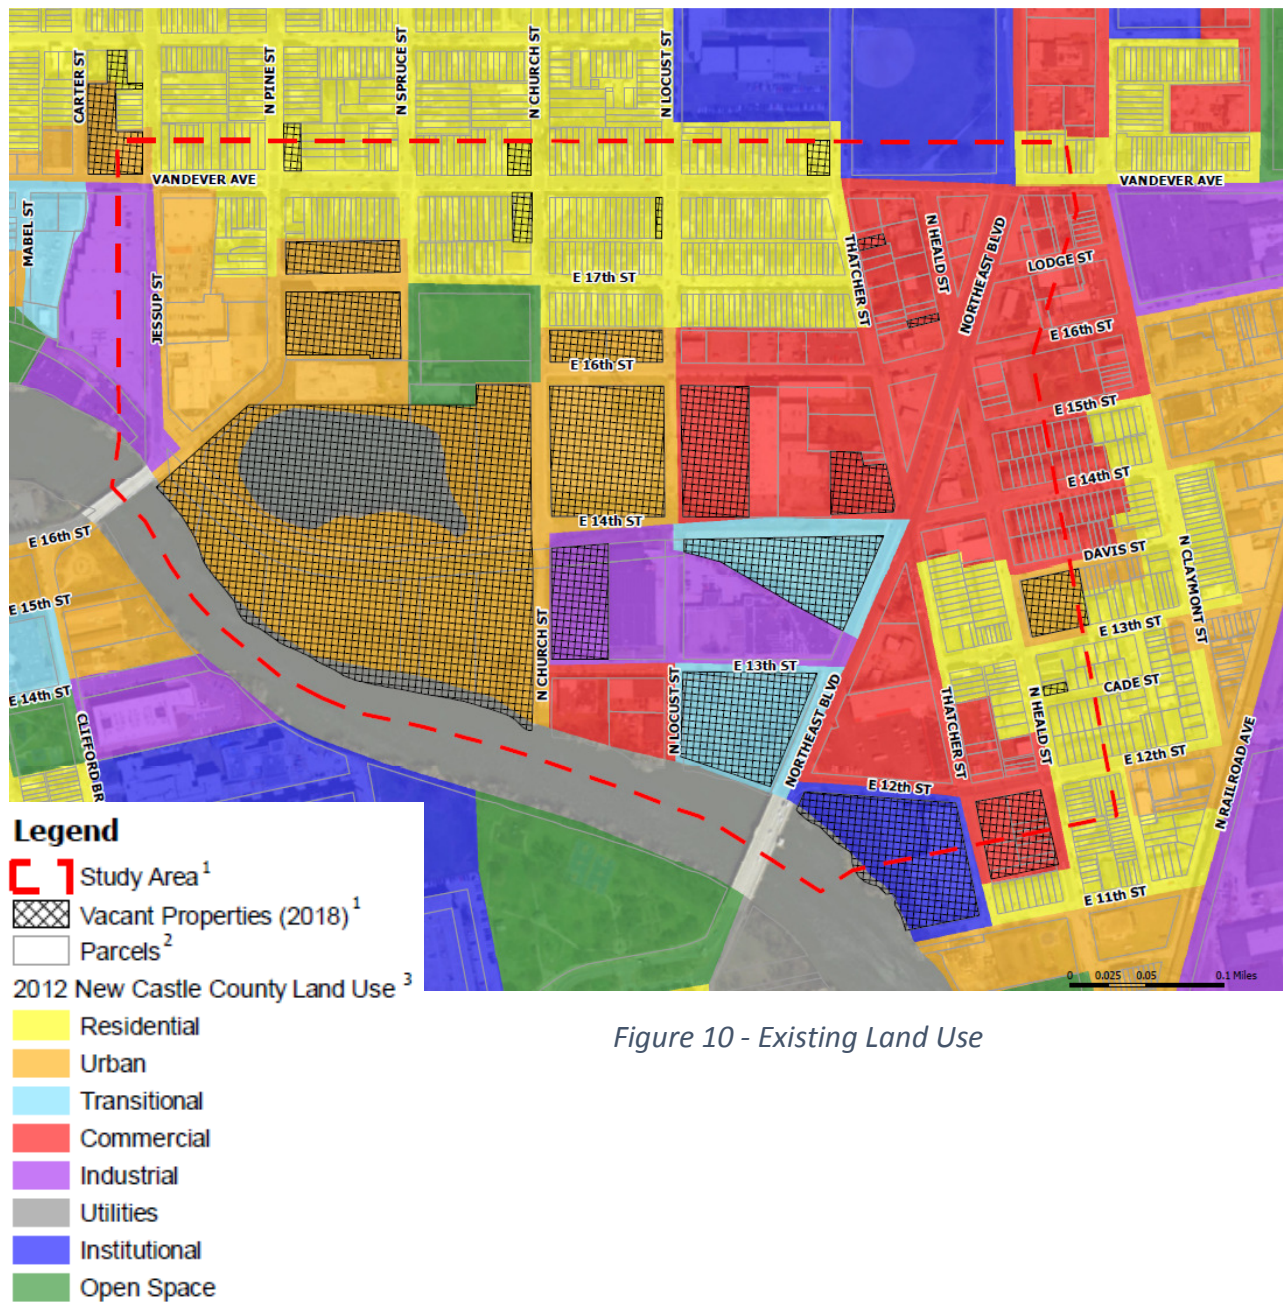 CARTER ST
N PINE ST
N SPRUCE ST
N CHURCH ST
N LOCUST ST
VANDEVER AVE
VANDEVER AVE
MABEL ST
JESSUP ST
THATCHER ST
N HEALD ST
NORTHEAST BLVD
LODGE ST
E 17th ST
E 16th ST
E 16th ST
E 15th ST
E 14th ST
E 14th ST
DAVIS ST
N CLAYMONT ST
E 16th ST
E 15th ST
E 14th ST
CLIFFORD BR
N CHURCH ST
E 13th ST
E 13th ST
N LOCUST ST
NORTHEAST BLVD
THATCHER ST
N HEALD ST
CADE ST
E 12th ST
E 12th ST
N RAILROAD AVE
E 11th ST
0 0.025 0.05 0.1 Miles
Legend
Study Area 1
Vacant Properties (2018) 1
Parcels 2
2012 New Castle County Land Use 3
Residential
Urban
Transitional
Commercial
Industrial
Utilities
Institutional
Open Space
Figure 10 - Existing Land Use